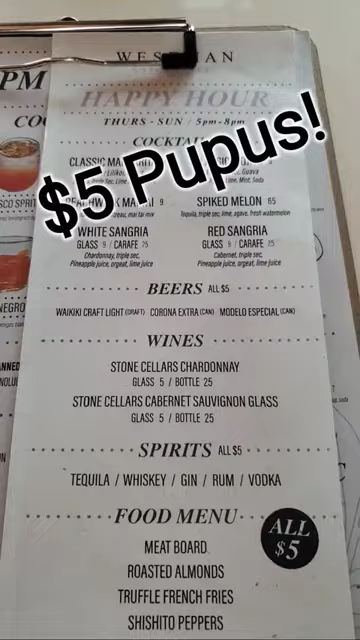 HAPPY HOUR
THURS - SUN / 5pm - 8pm
$5 Pupus!
SPIKED MELON
Tequila, triple sec, lime, agave, fresh watermelon
WHITE SANGRIA
GLASS 9 / CARAFE
Chardonnay, triple sec,
Pineapple juice, orgeat, lime juice
RED SANGRIA
GLASS 9 / CARAFE
Cabernet, triple sec,
Pineapple juice, orgeat, lime juice
BEERS ALL $5
WAIKIKI CRAFT LIGHT (DRAFT) CORONA EXTRA (CAN) MODELO ESPECIAL (CAN)
WINES
STONE CELLARS CHARDONNAY
GLASS 5 / BOTTLE 25
STONE CELLARS CABERNET SAUVIGNON GLASS
GLASS 5 / BOTTLE 25
SPIRITS ALL $5
TEQUILA / WHISKEY / GIN / RUM / VODKA
FOOD MENU
ALL
$5
MEAT BOARD
ROASTED ALMONDS
TRUFFLE FRENCH FRIES
SHISHITO PEPPERS